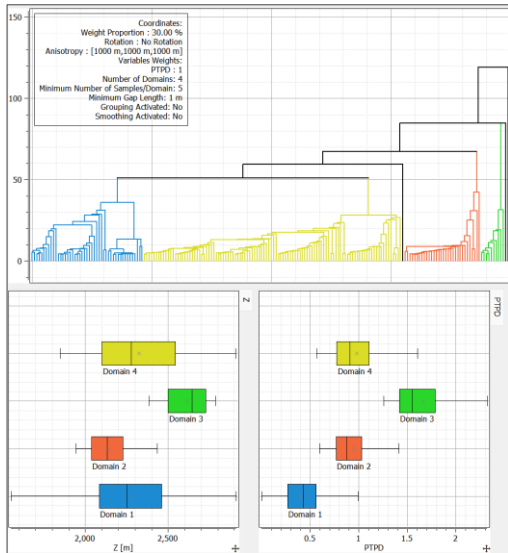 150
Coordinates:
Weight Proportion : 30.00 %
Rotation : No Rotation
Anisotropy : [1000 m,1000 m,1000 m]
Variables Weights:
PTPD : 1
Number of Domains: 4
Minimum Number of Samples/Domain: 5
Minimum Gap Length: 1 m
Grouping Activated: No
Smoothing Activated: No
100
50
0
Z
PTPD
Domain 4
Domain 4
Domain 3
Domain 3
Domain 2
Domain 2
Domain 1
Domain 1
2,000
2,500
0.5
1
1.5
2
Z [m]
PTPD